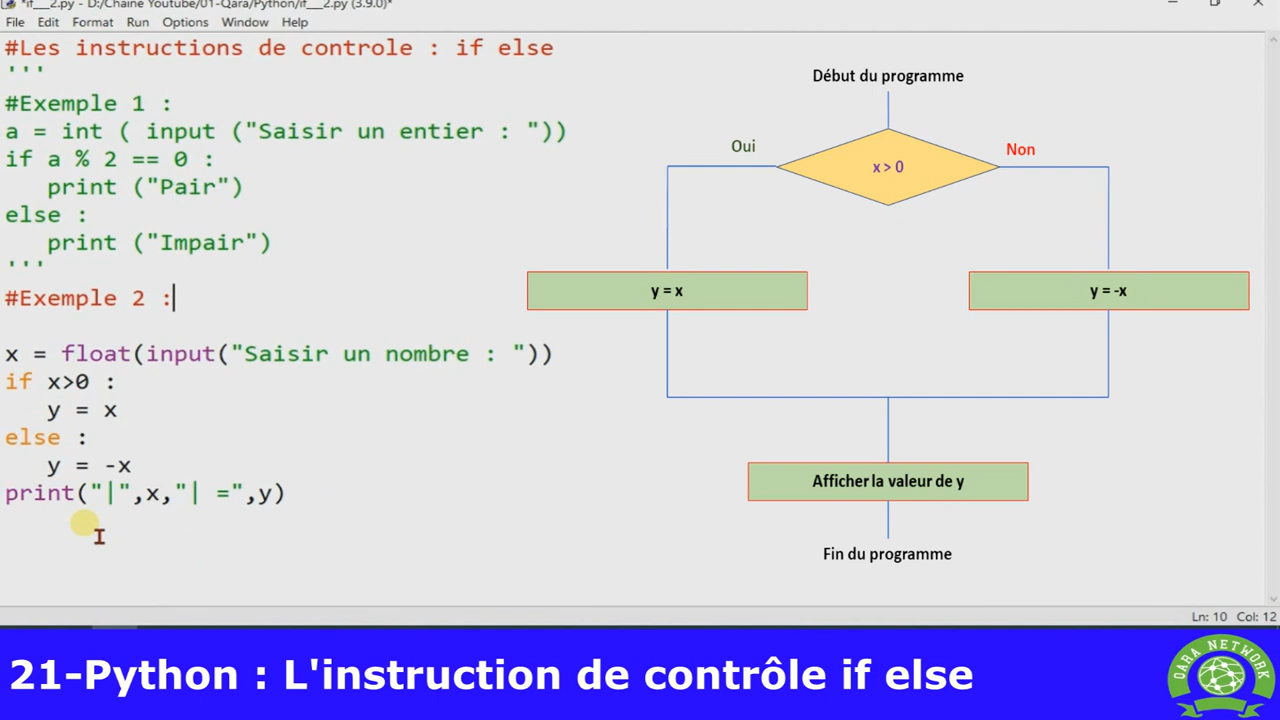 *if___2.py - D:/Chaine Youtube/01-Qara/Python/if___2.py (3.9.0)*
File Edit Format Run Options Window Help
#Les instructions de controle : if else
'''
#Exemple 1 :
a = int ( input ("Saisir un entier : "))
if a % 2 == 0 :
   print ("Pair")
else :
   print ("Impair")
'''
#Exemple 2 :
x = float(input("Saisir un nombre : "))
if x>0 :
   y = x
else :
   y = -x
print("|",x,"| =",y)
Début du programme
Oui
x > 0
Non
y = x
y = -x
Afficher la valeur de y
Fin du programme
Ln: 10 Col: 12
21-Python : L'instruction de contrôle if else
QARA NETWORK